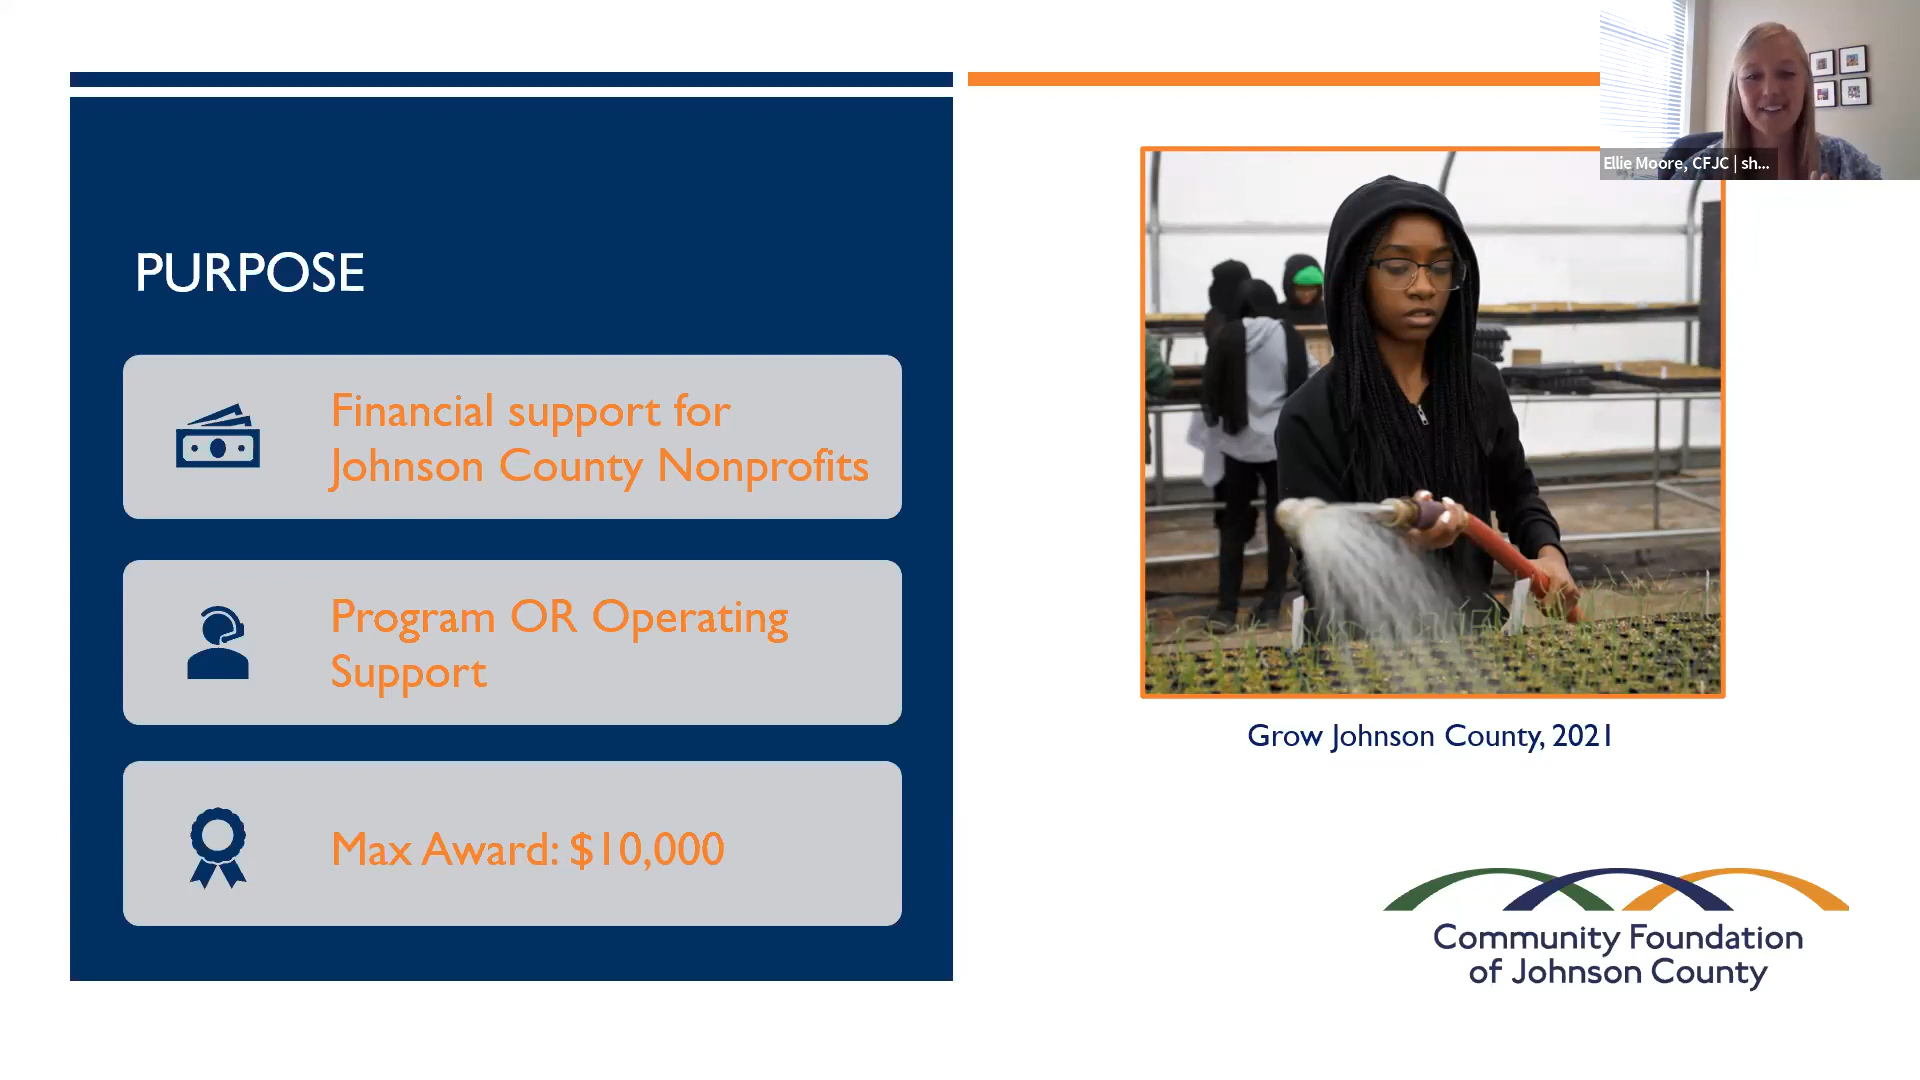 PURPOSE
Financial support for
Johnson County Nonprofits
Program OR Operating
Support
Max Award: $10,000
Ellie Moore, CFJC | sh...
Grow Johnson County, 2021
Community Foundation
of Johnson County